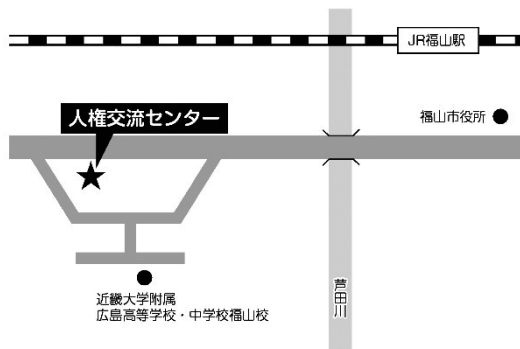 JR福山駅
福山市役所
人権交流センター
芦田川
近畿大学附属
広島高等学校・中学校福山校